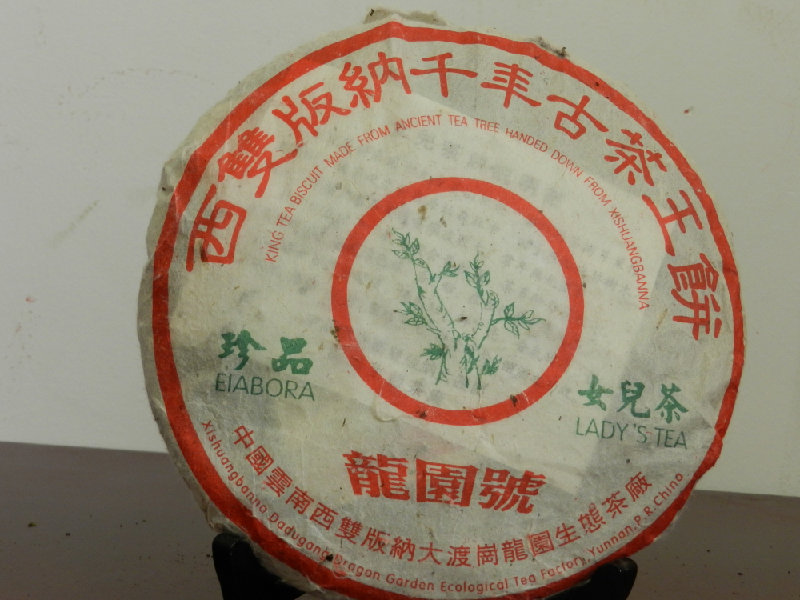 西雙版納千年古茶王餅
KING TEA BISCUIT MADE FROM ANCIENT TEA TREE HANDED DOWN FROM XISHUANGBANNA
珍品
EIABORA
女兒茶
LADY'S TEA
龍園號
中國雲南西雙版納大渡崗龍園生態茶廠
Xishuangbanna Dadugang Dragon Garden Ecological Tea Factory, Yunnan, P.R.China